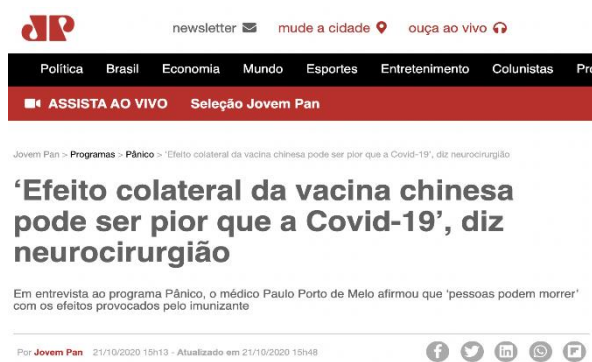 JP
newsletter mude a cidade ouça ao vivo
Política Brasil Economia Mundo Esportes Entretenimento Colunistas
ASSISTA AO VIVO Seleção Jovem Pan
Jovem Pan > Programas > Pânico > 'Efeito colateral da vacina chinesa pode ser pior que a Covid-19', diz neurocirurgião
‘Efeito colateral da vacina chinesa
pode ser pior que a Covid-19’, diz
neurocirurgião
Em entrevista ao programa Pânico, o médico Paulo Porto de Melo afirmou que ‘pessoas podem morrer’
com os efeitos provocados pelo imunizante
Por Jovem Pan 21/10/2020 15h13 - Atualizado em 21/10/2020 15h48